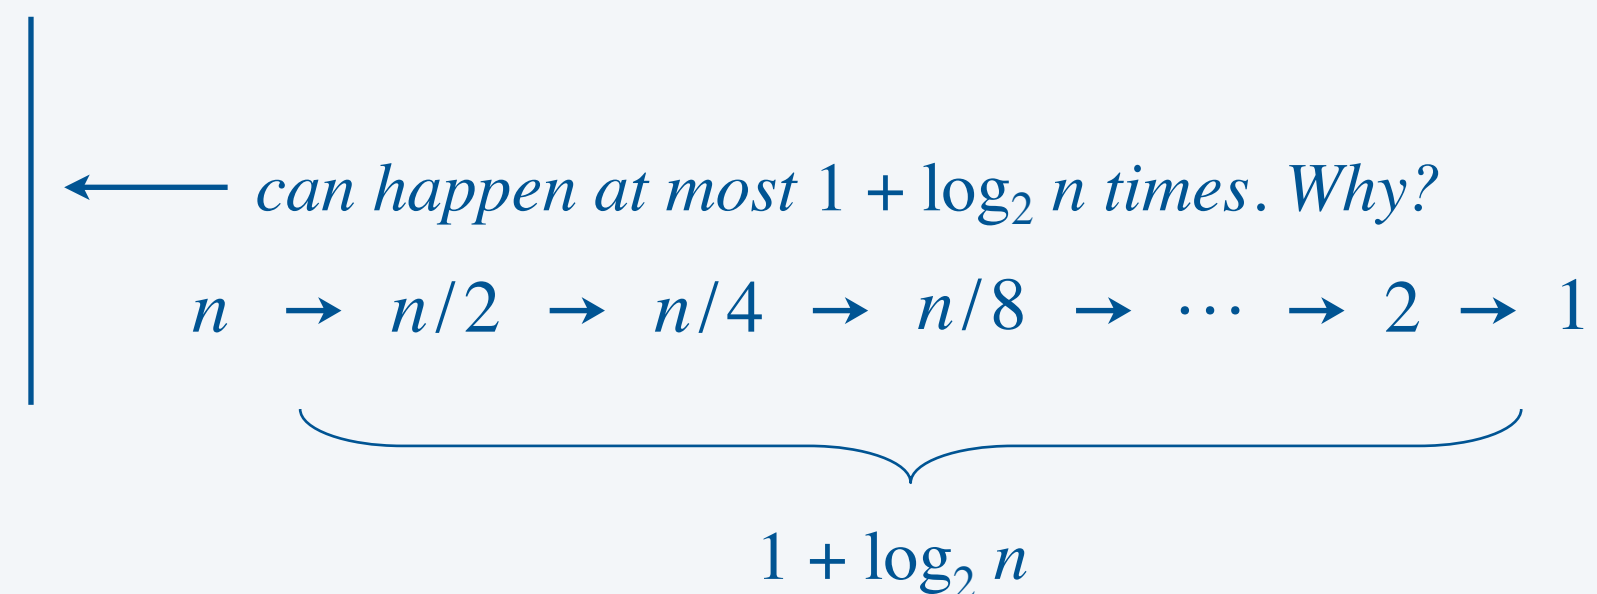 ← can happen at most 1 + log₂ n times. Why?
n → n/2 → n/4 → n/8 → ⋯ → 2 → 1
1 + log₂ n